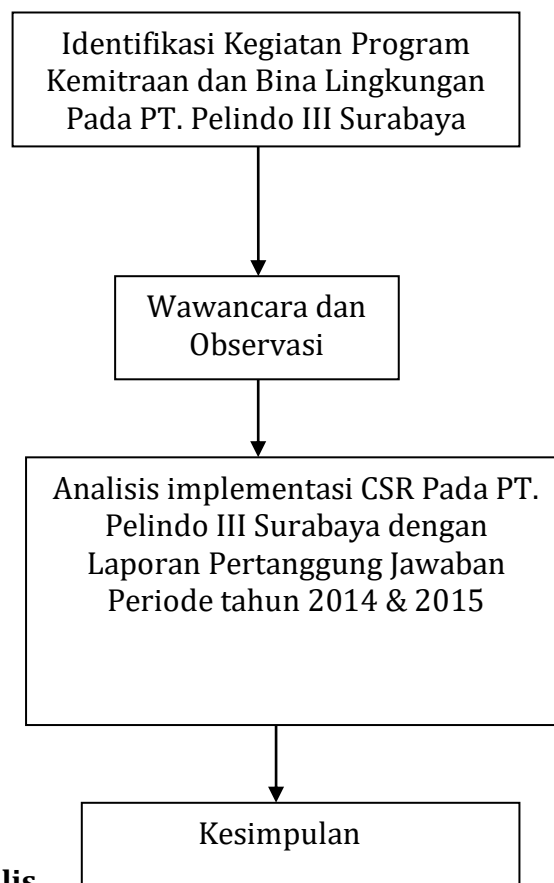 Identifikasi Kegiatan Program
Kemitraan dan Bina Lingkungan
Pada PT. Pelindo III Surabaya
Wawancara dan
Observasi
Analisis implementasi CSR Pada PT.
Pelindo III Surabaya dengan
Laporan Pertanggung Jawaban
Periode tahun 2014 & 2015
Kesimpulan